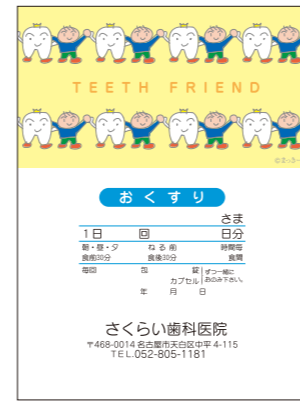 TEETH FRIEND
おくすり
さま
1日 回 日分
朝・昼・夕 ねる前 時間毎
食前30分 食後30分 食間
毎回 包 錠 ずつ一緒に
カプセル おのみ下さい。
年 月 日
さくらい歯科医院
〒468-0014 名古屋市天白区中平 4-115
TEL.052-805-1181